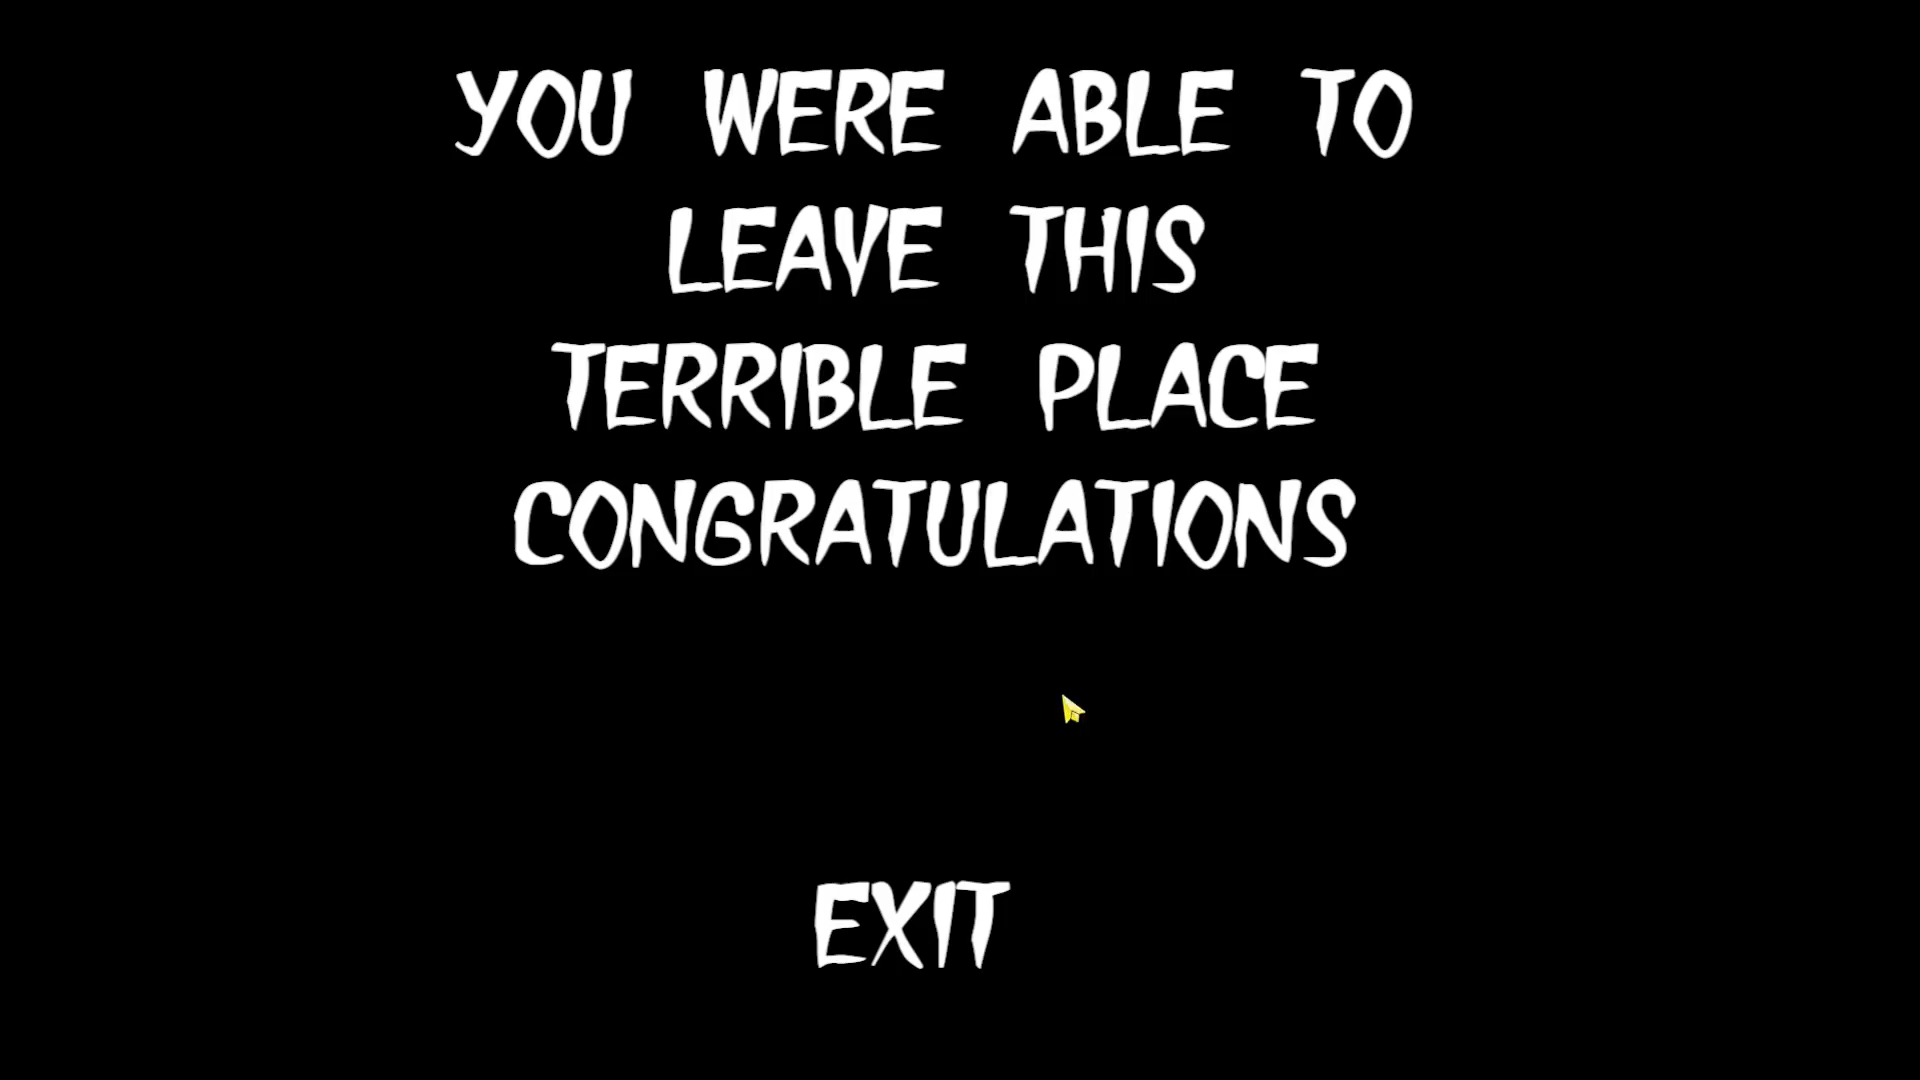 YOU WERE ABLE TO
LEAVE THIS
TERRIBLE PLACE
CONGRATULATIONS
EXIT